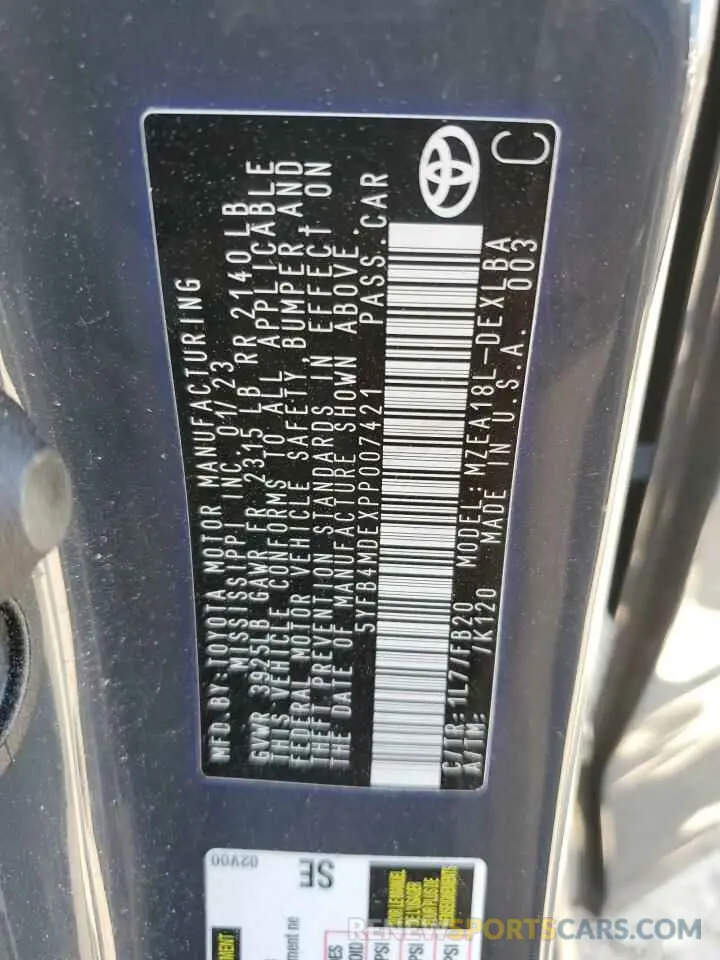 MFD.BY:TOYOTA MOTOR MANUFACTURING
MISSISSIPPI INC. 01/23
GVWR 3925LB GAWR FR 2315 LB RR 2140 LB
THIS VEHICLE CONFORMS TO ALL APPLICABLE
FEDERAL MOTOR VEHICLE SAFETY, BUMPER, AND
THEFT PREVENTION STANDARDS IN EFFECT ON
THE DATE OF MANUFACTURE SHOWN ABOVE.
5YFB4MDEXPP007421 PASS.CAR
C/TR:1L7/FB20 MODEL:MZEA18L-DEXLBA
A/TM: /K120 MADE IN U.S.A. 003
C
02V00
SE
RENEWSPORTSCARS.COM